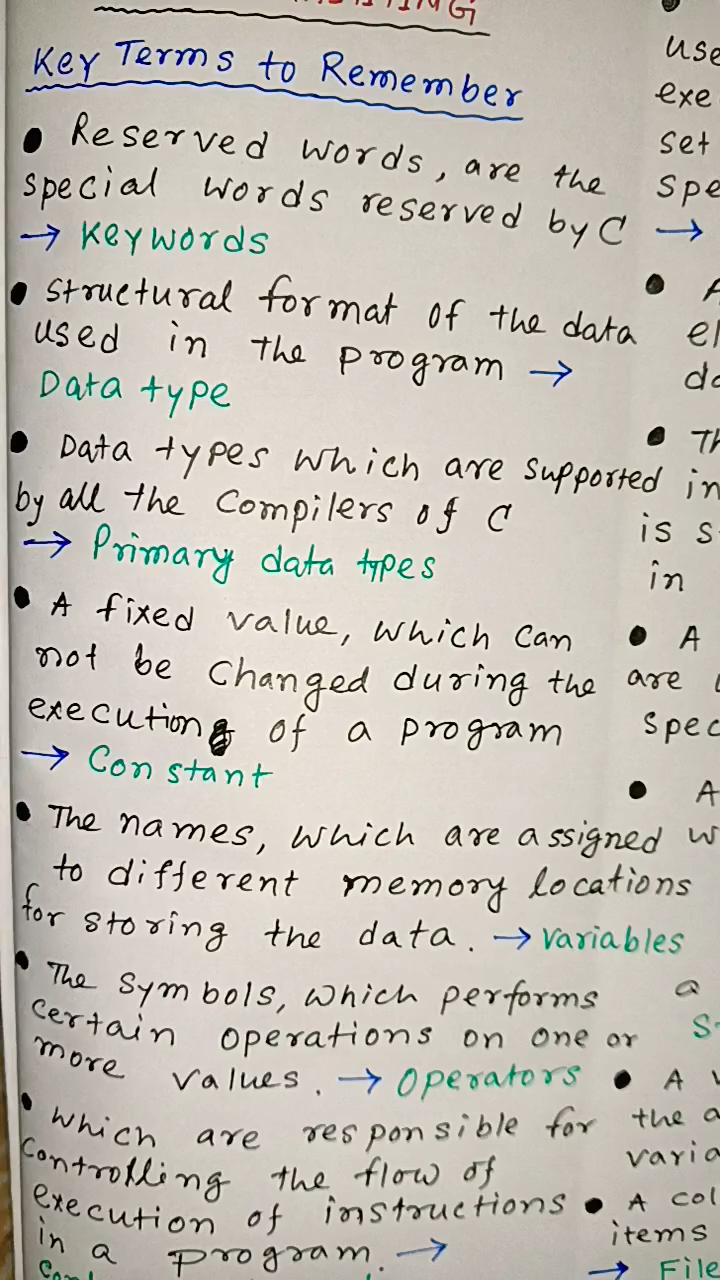 Key Terms to Remember
● Reserved words, are the
special words reserved by C
→ Keywords
● Structural format of the data
used in the program →
Data type
● Data types which are supported
by all the Compilers of C
→ Primary data types
● A fixed value, which can
not be changed during the
execution of a program
→ Constant
● The names, which are assigned
to different memory locations
for storing the data. → variables
● The symbols, which performs
certain operations on one or
more values. → operators
● which are responsible for
controlling the flow of
execution of instructions
in a program. →
set
→
●
●
in
is s
in
● A
are
● A
a
● A
the a
● A col
items
→ File